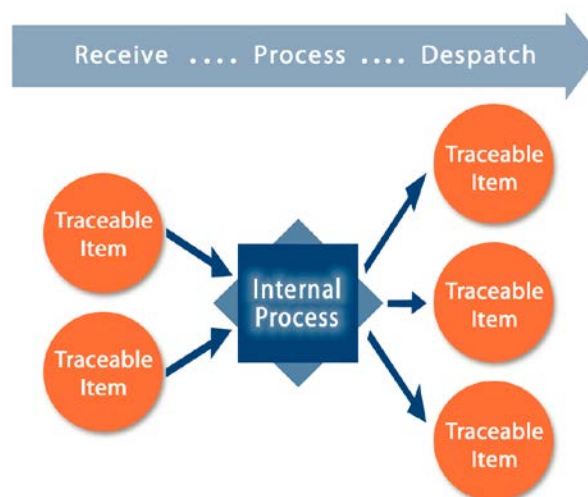 Receive .... Process .... Despatch
Traceable
Item
Traceable
Item
Internal
Process
Traceable
Item
Traceable
Item
Traceable
Item